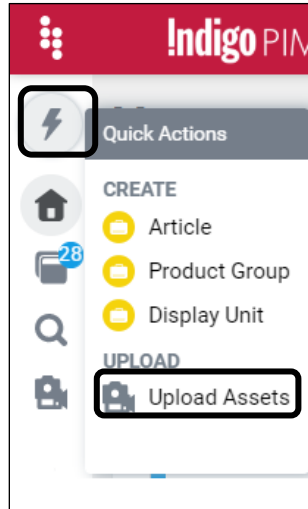 !ndigo PIM
Quick Actions
CREATE
Article
28
Product Group
Display Unit
UPLOAD
Upload Assets